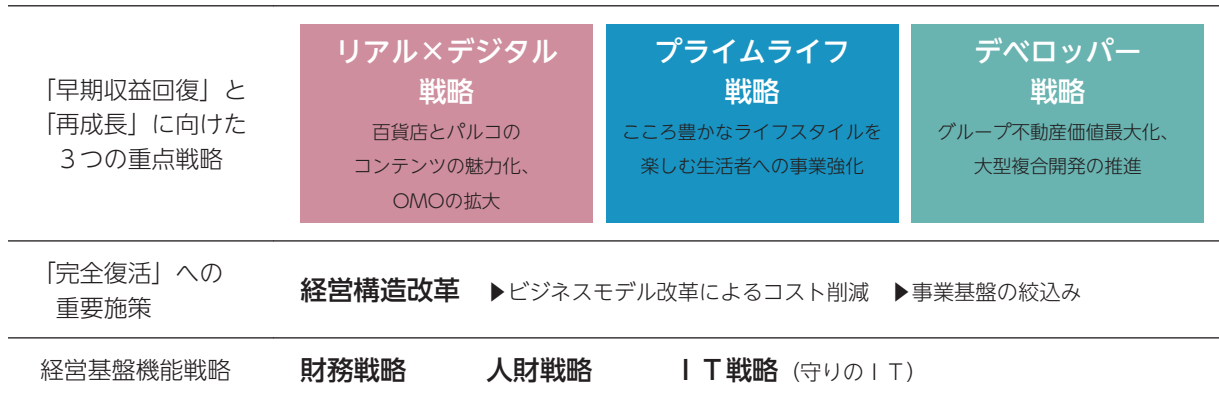 「早期収益回復」と
「再成長」に向けた
３つの重点戦略
リアル×デジタル
戦略
百貨店とパルコの
コンテンツの魅力化、
OMOの拡大
プライムライフ
戦略
こころ豊かなライフスタイルを
楽しむ生活者への事業強化
デベロッパー
戦略
グループ不動産価値最大化、
大型複合開発の推進
「完全復活」への
重要施策
経営構造改革 ▶ビジネスモデル改革によるコスト削減 ▶事業基盤の絞込み
経営基盤機能戦略
財務戦略 人財戦略 ＩＴ戦略（守りのＩＴ）